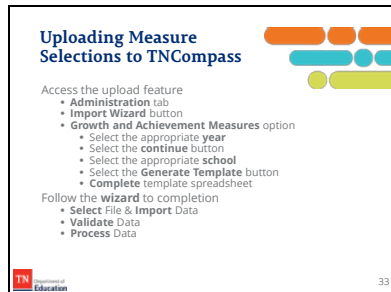 Uploading Measure
Selections to TNCompass
Access the upload feature
• Administration tab
• Import Wizard button
• Growth and Achievement Measures option
• Select the appropriate year
• Select the continue button
• Select the appropriate school
• Select the Generate Template button
• Complete template spreadsheet
Follow the wizard to completion
• Select File & Import Data
• Validate Data
• Process Data
TN
Department of
Education
33